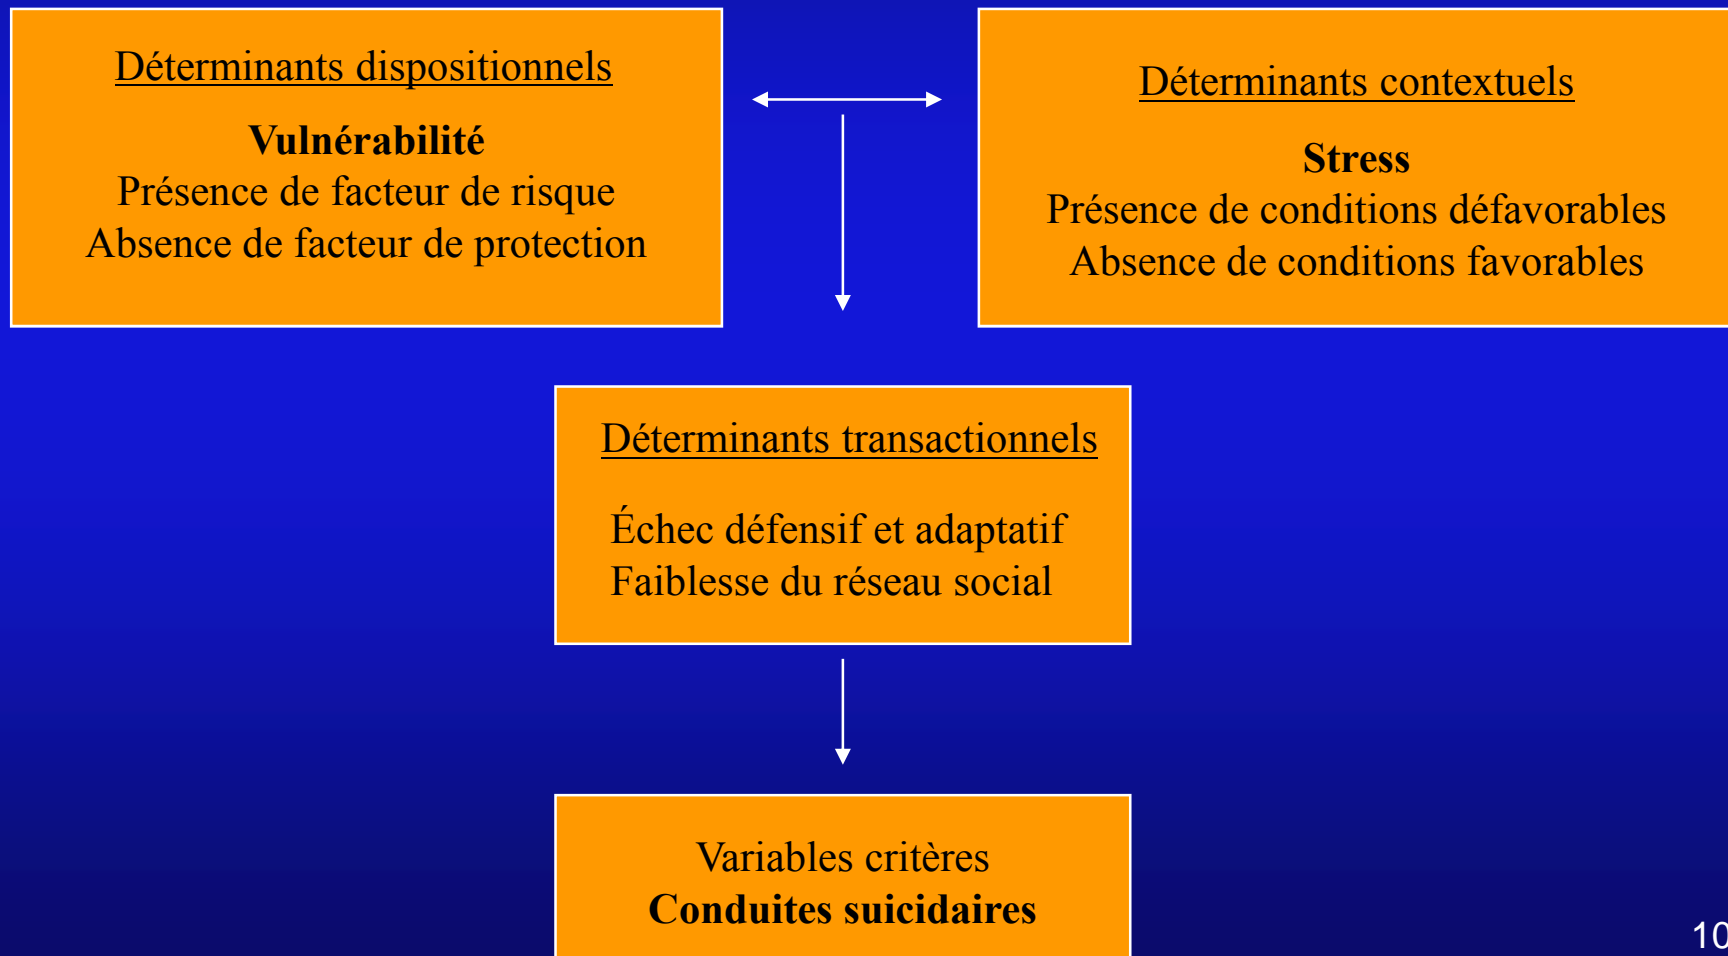 Déterminants dispositionnels
Vulnérabilité
Présence de facteur de risque
Absence de facteur de protection
Déterminants contextuels
Stress
Présence de conditions défavorables
Absence de conditions favorables
Déterminants transactionnels
Échec défensif et adaptatif
Faiblesse du réseau social
Variables critères
Conduites suicidaires
10